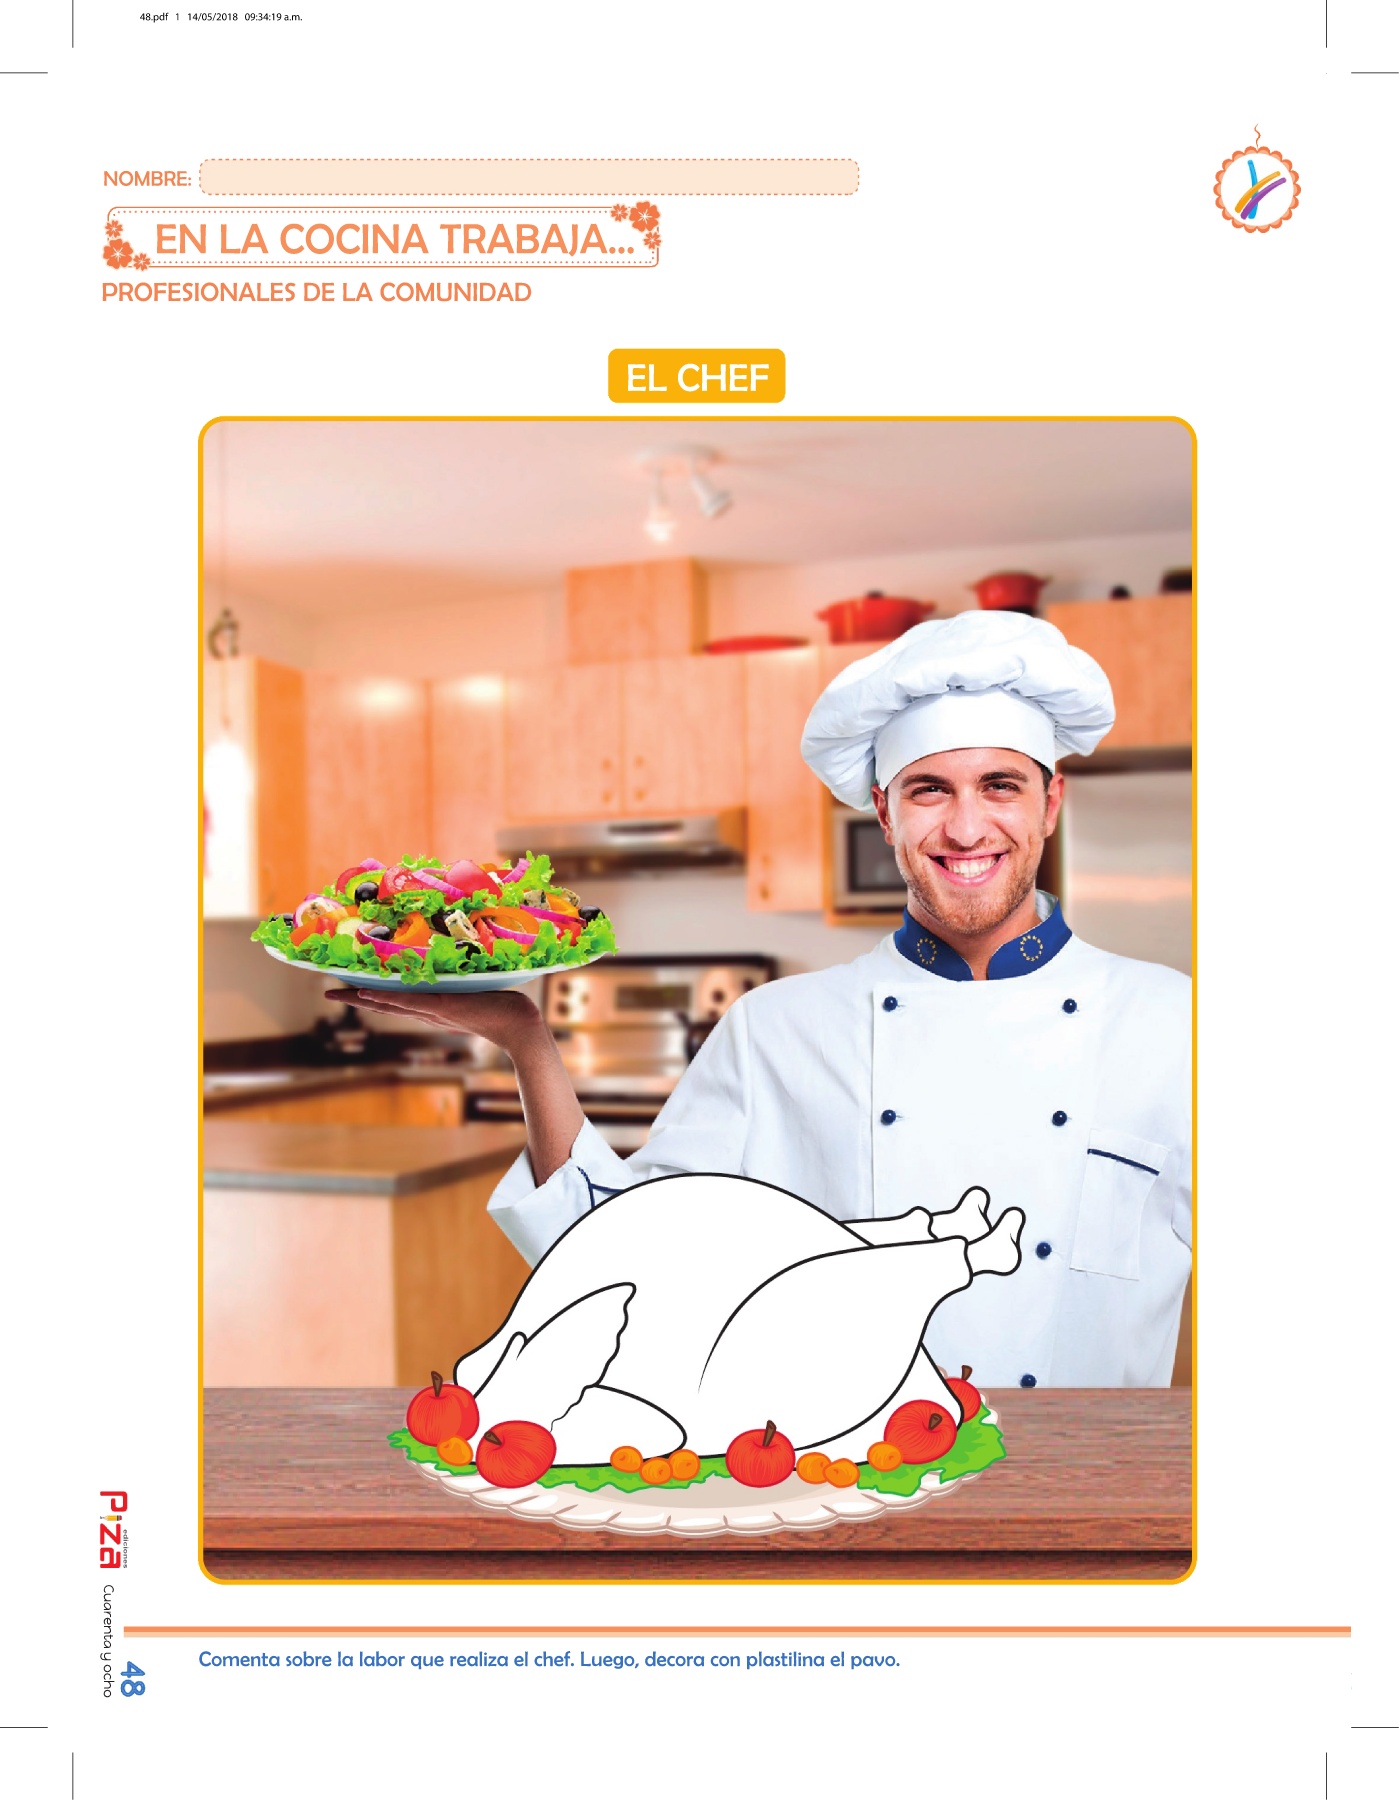 48.pdf 1 14/05/2018 09:34:19 a.m.
NOMBRE:
EN LA COCINA TRABAJA...
PROFESIONALES DE LA COMUNIDAD
EL CHEF
Comenta sobre la labor que realiza el chef. Luego, decora con plastilina el pavo.
Piza
ediciones
Cuarenta y ocho
48